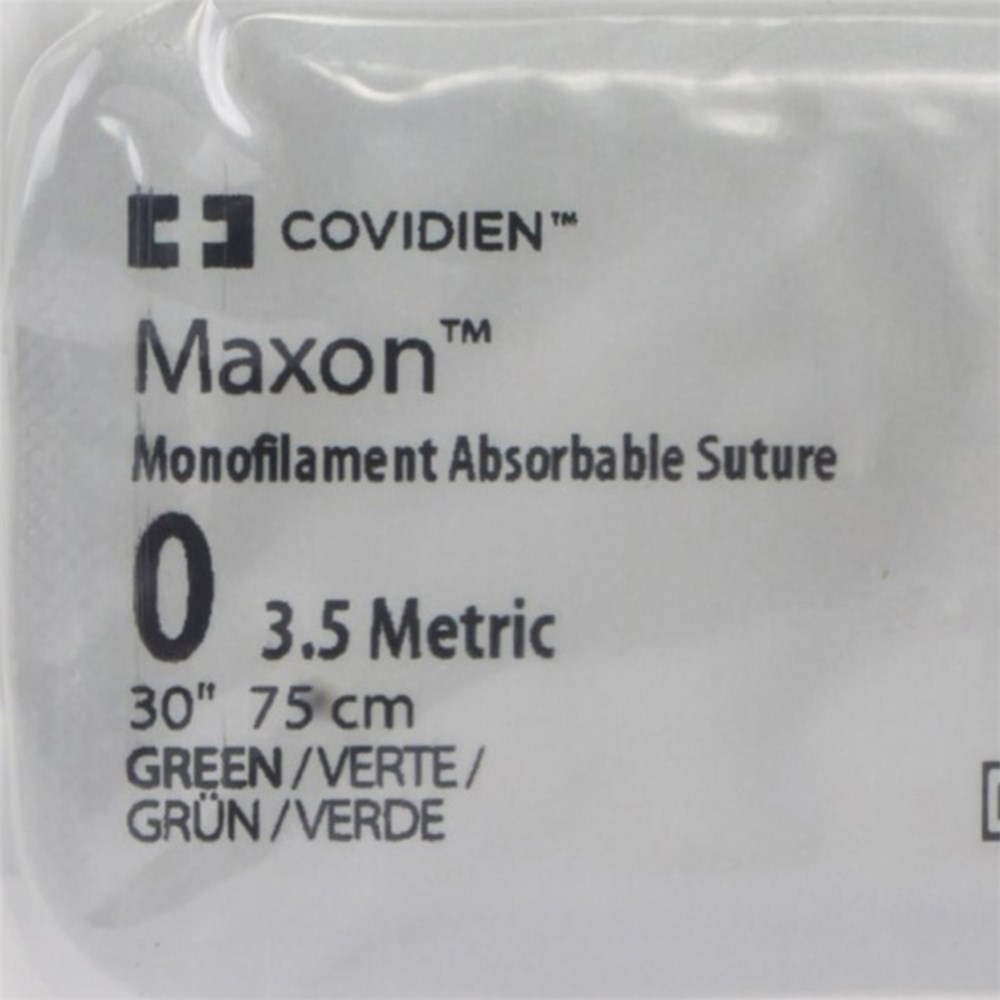 COVIDIEN™
Maxon™
Monofilament Absorbable Suture
0 3.5 Metric
30" 75 cm
GREEN/VERTE/
GRÜN/VERDE